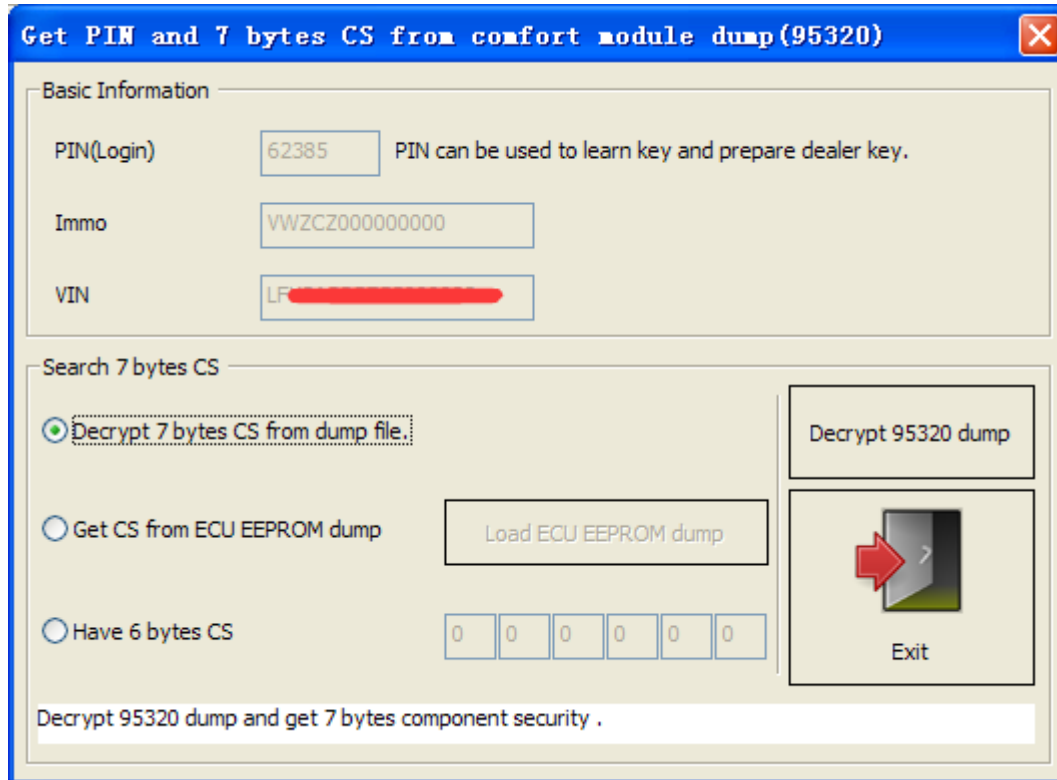 Get PIN and 7 bytes CS from comfort module dump(95320)
Basic Information
PIN(Login) 62385 PIN can be used to learn key and prepare dealer key.
Immo VWZCZ000000000
VIN LF
Search 7 bytes CS
Decrypt 7 bytes CS from dump file.
Decrypt 95320 dump
Get CS from ECU EEPROM dump Load ECU EEPROM dump
Have 6 bytes CS 0 0 0 0 0 0
Exit
Decrypt 95320 dump and get 7 bytes component security .